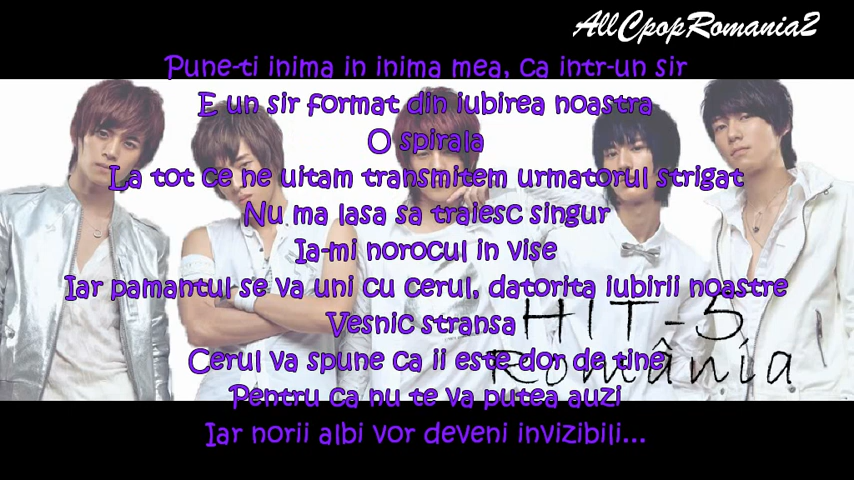 AllCpopRomania2
Pune-ti inima in inima mea, ca intr-un sir
E un sir format din iubirea noastra
O spirala
La tot ce ne uitam transmitem urmatorul strigat
Nu ma lasa sa traiesc singur
Ia-mi norocul in vise
Iar pamantul se va uni cu cerul, datorita iubirii noastre
Vesnic stransa
HIT-5
Cerul va spune ca ii este dor de tine
România
Pentru ca nu te va putea auzi
Iar norii albi vor deveni invizibili...